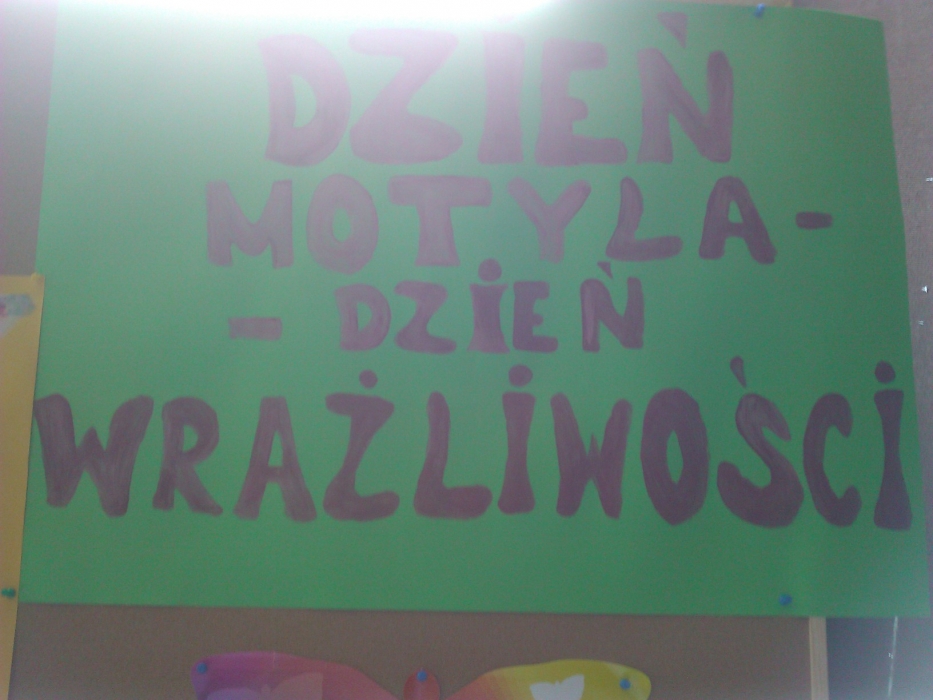 DZIEŃ
MOTYLA-
- DZIEŃ
WRAŻLIWOŚCI